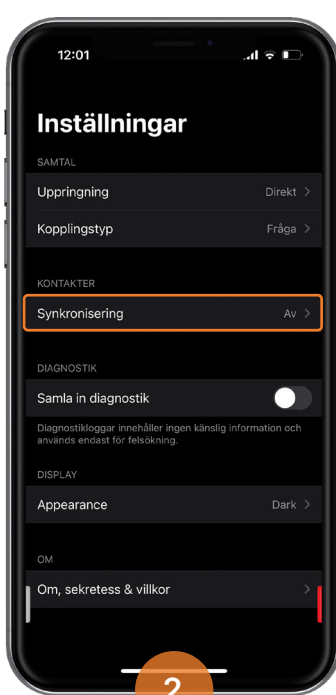 12:01
Inställningar
SAMTAL
Uppringning Direkt
Kopplingstyp Fråga
KONTAKTER
Synkronisering Av
DIAGNOSTIK
Samla in diagnostik
Diagnostikloggar innehåller ingen känslig information och
används endast för felsökning.
DISPLAY
Appearance Dark
OM
Om, sekretess & villkor
2